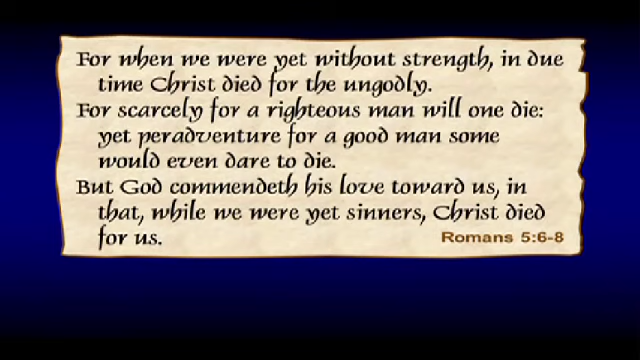 For when we were yet without strength, in due
time Christ died for the ungodly.
For scarcely for a righteous man will one die:
yet peradventure for a good man some
would even dare to die.
But God commendeth his love toward us, in
that, while we were yet sinners, Christ died
for us.
Romans 5:6-8